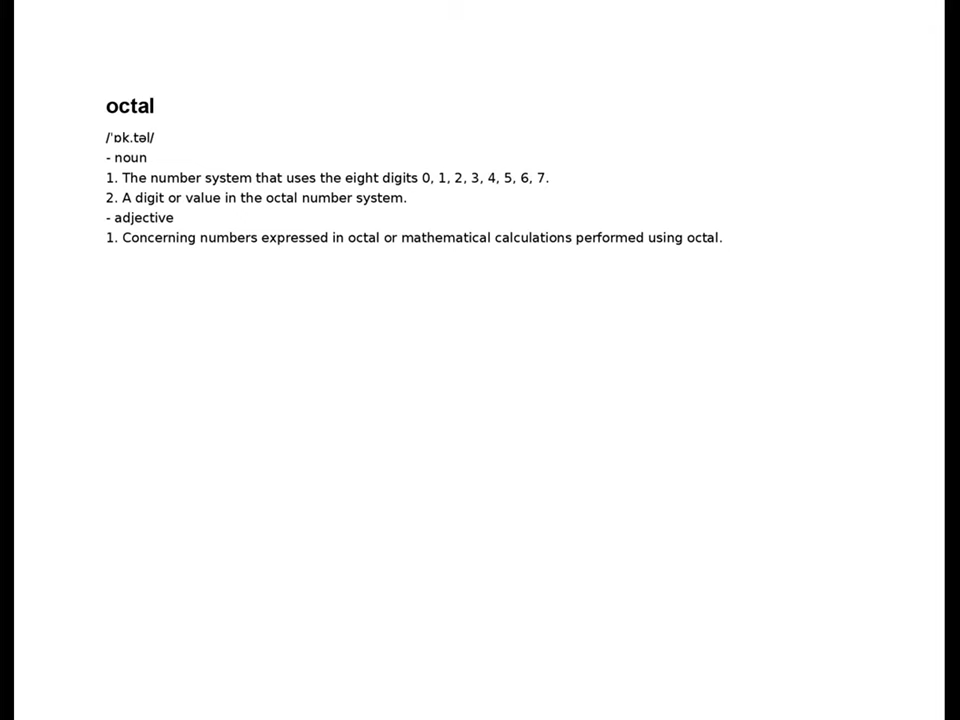 octal
/ˈɒk.təl/
- noun
1. The number system that uses the eight digits 0, 1, 2, 3, 4, 5, 6, 7.
2. A digit or value in the octal number system.
- adjective
1. Concerning numbers expressed in octal or mathematical calculations performed using octal.